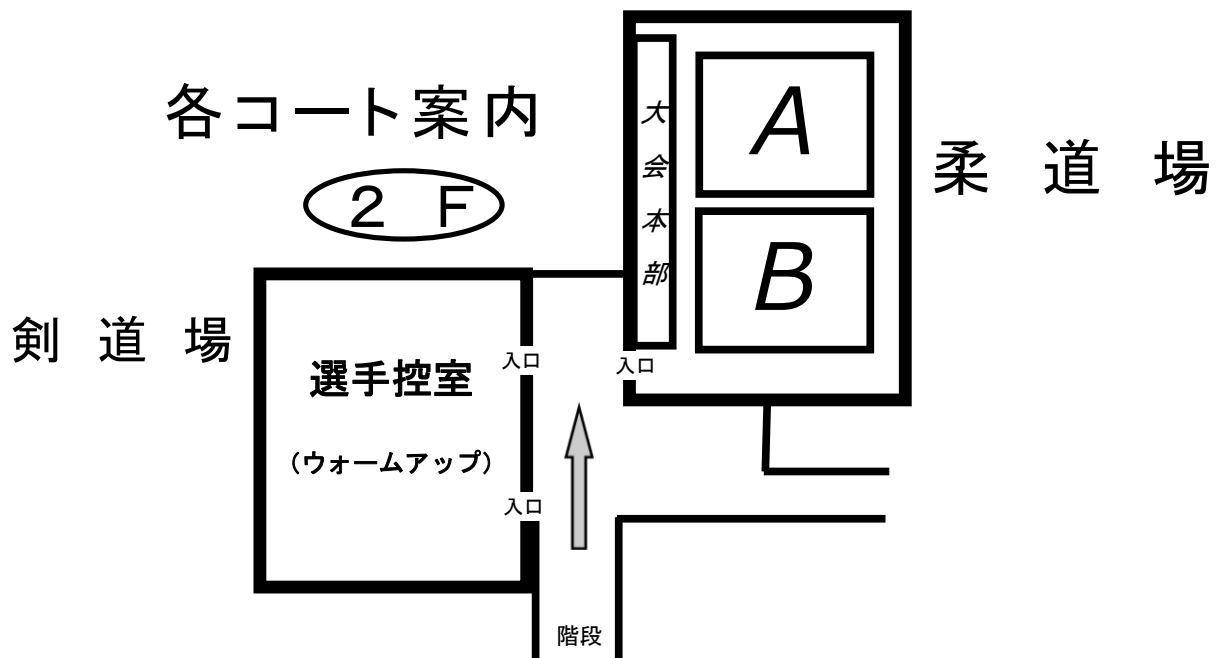 各コート案内
２　Ｆ
大会本部
A
B
柔　道　場
剣　道　場
選手控室
（ウォームアップ）
入口
入口
入口
階段